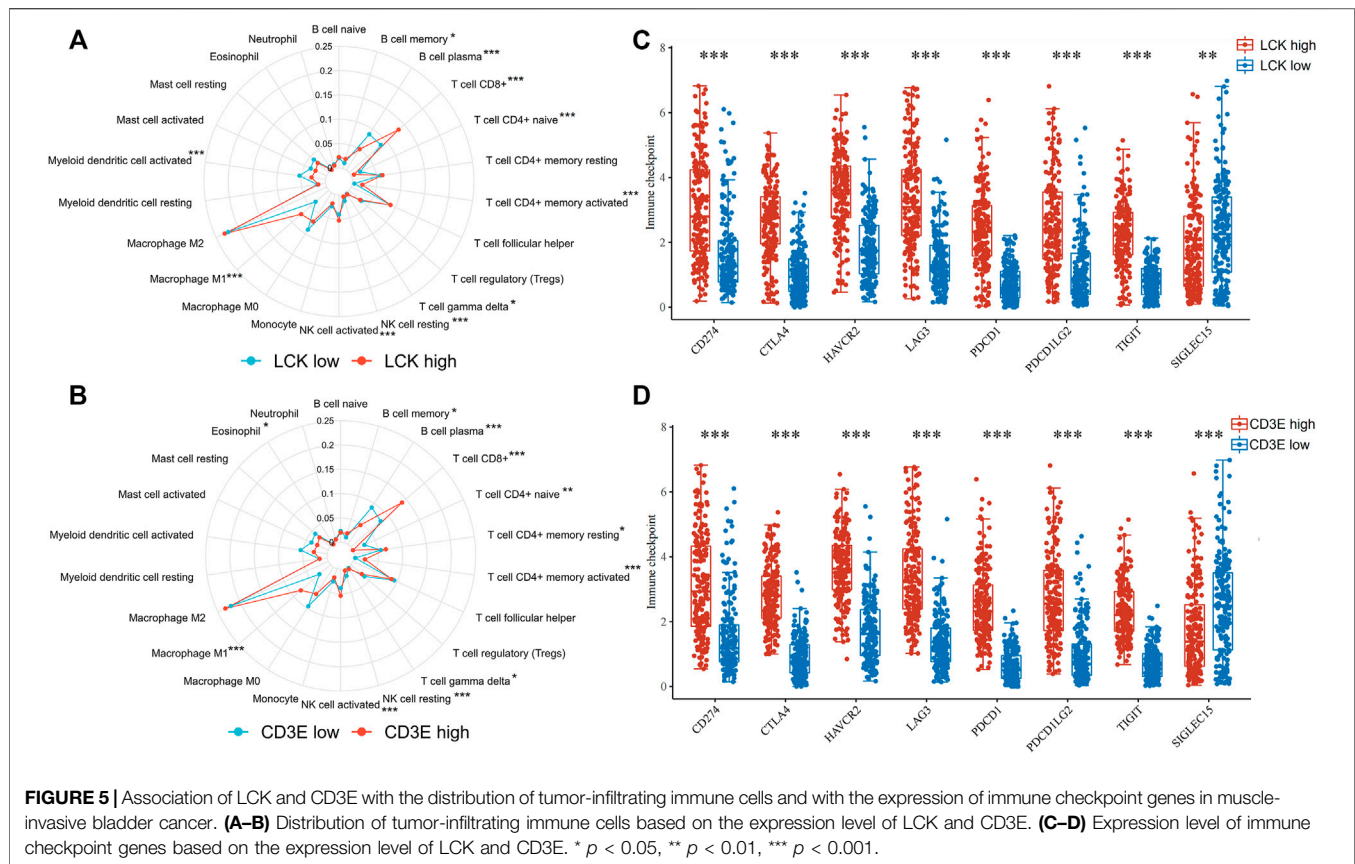 A
B cell naive
B cell memory *
B cell plasma ***
T cell CD8+ ***
T cell CD4+ naive ***
T cell CD4+ memory resting
T cell CD4+ memory activated ***
T cell follicular helper
T cell regulatory (Tregs)
T cell gamma delta *
NK cell resting ***
NK cell activated ***
Monocyte
Macrophage M0
Macrophage M1 ***
Macrophage M2
Myeloid dendritic cell resting
Myeloid dendritic cell activated ***
Mast cell activated
Mast cell resting
Eosinophil
Neutrophil
0.25
0.2
0.15
0.1
0.05
0
LCK low
LCK high
B
B cell naive
B cell memory *
B cell plasma ***
T cell CD8+ ***
T cell CD4+ naive **
T cell CD4+ memory resting *
T cell CD4+ memory activated ***
T cell follicular helper
T cell regulatory (Tregs)
T cell gamma delta *
NK cell resting ***
NK cell activated ***
Monocyte
Macrophage M0
Macrophage M1 ***
Macrophage M2
Myeloid dendritic cell resting
Myeloid dendritic cell activated
Mast cell activated
Mast cell resting
Eosinophil *
Neutrophil
0.25
0.2
0.15
0.1
0.05
0
CD3E low
CD3E high
C
*** *** *** *** *** *** *** **
LCK high
LCK low
Immune checkpoint
8
6
4
2
0
CD274
CTLA4
HAVCR2
LAG3
PDCD1
PDCD1LG2
TIGIT
SIGLEC15
D
*** *** *** *** *** *** *** ***
CD3E high
CD3E low
Immune checkpoint
8
6
4
2
0
CD274
CTLA4
HAVCR2
LAG3
PDCD1
PDCD1LG2
TIGIT
SIGLEC15
FIGURE 5 | Association of LCK and CD3E with the distribution of tumor-infiltrating immune cells and with the expression of immune checkpoint genes in muscle-
invasive bladder cancer. (A–B) Distribution of tumor-infiltrating immune cells based on the expression level of LCK and CD3E. (C–D) Expression level of immune
checkpoint genes based on the expression level of LCK and CD3E. * p < 0.05, ** p < 0.01, *** p < 0.001.